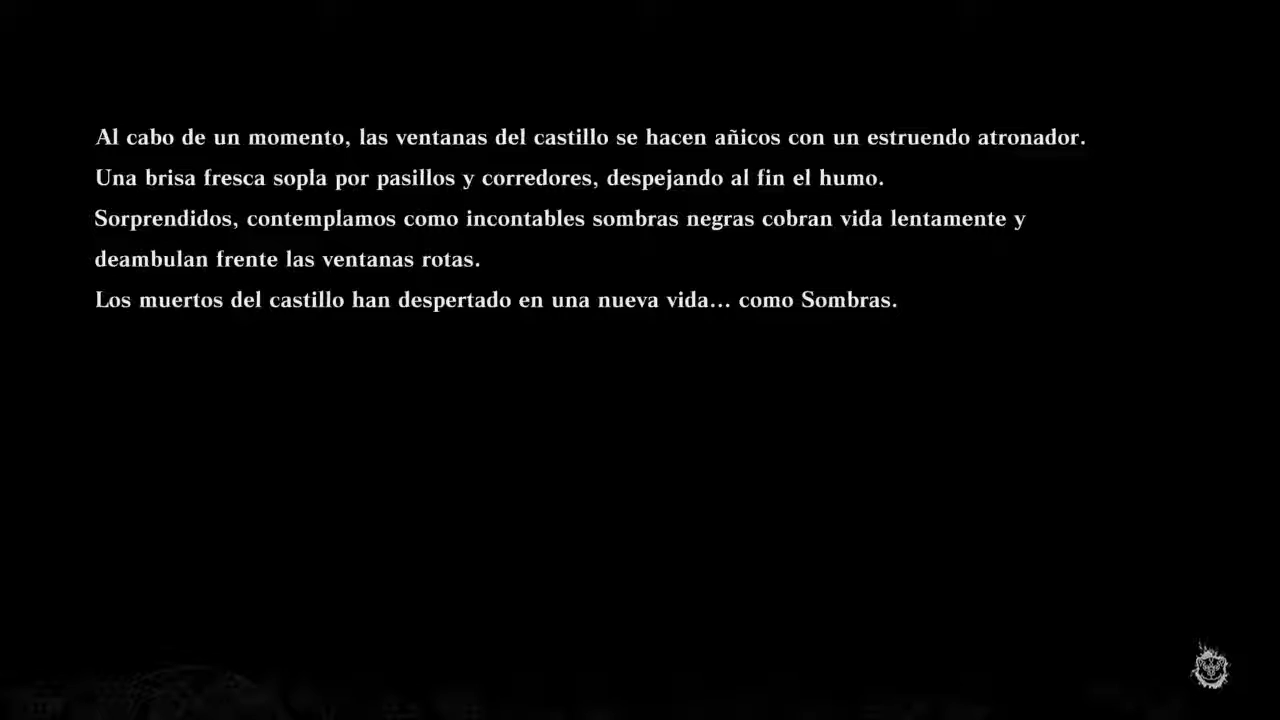 Al cabo de un momento, las ventanas del castillo se hacen añicos con un estruendo atronador.
Una brisa fresca sopla por pasillos y corredores, despejando al fin el humo.
Sorprendidos, contemplamos como incontables sombras negras cobran vida lentamente y
deambulan frente las ventanas rotas.
Los muertos del castillo han despertado en una nueva vida... como Sombras.